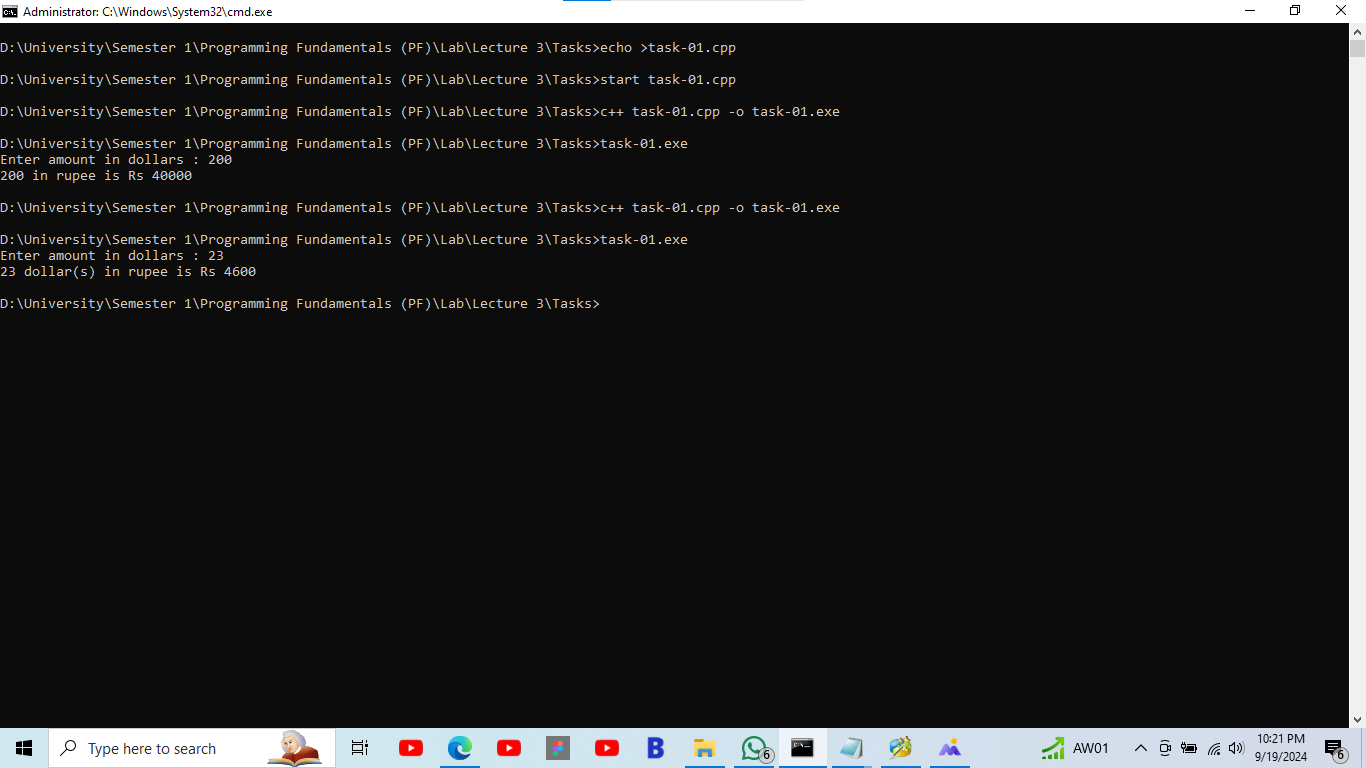 Administrator: C:\Windows\System32\cmd.exe
D:\University\Semester 1\Programming Fundamentals (PF)\Lab\Lecture 3\Tasks>echo >task-01.cpp
D:\University\Semester 1\Programming Fundamentals (PF)\Lab\Lecture 3\Tasks>start task-01.cpp
D:\University\Semester 1\Programming Fundamentals (PF)\Lab\Lecture 3\Tasks>c++ task-01.cpp -o task-01.exe
D:\University\Semester 1\Programming Fundamentals (PF)\Lab\Lecture 3\Tasks>task-01.exe
Enter amount in dollars : 200
200 in rupee is Rs 40000
D:\University\Semester 1\Programming Fundamentals (PF)\Lab\Lecture 3\Tasks>c++ task-01.cpp -o task-01.exe
D:\University\Semester 1\Programming Fundamentals (PF)\Lab\Lecture 3\Tasks>task-01.exe
Enter amount in dollars : 23
23 dollar(s) in rupee is Rs 4600
D:\University\Semester 1\Programming Fundamentals (PF)\Lab\Lecture 3\Tasks>
Type here to search
B
6
AW01
10:21 PM
9/19/2024
6